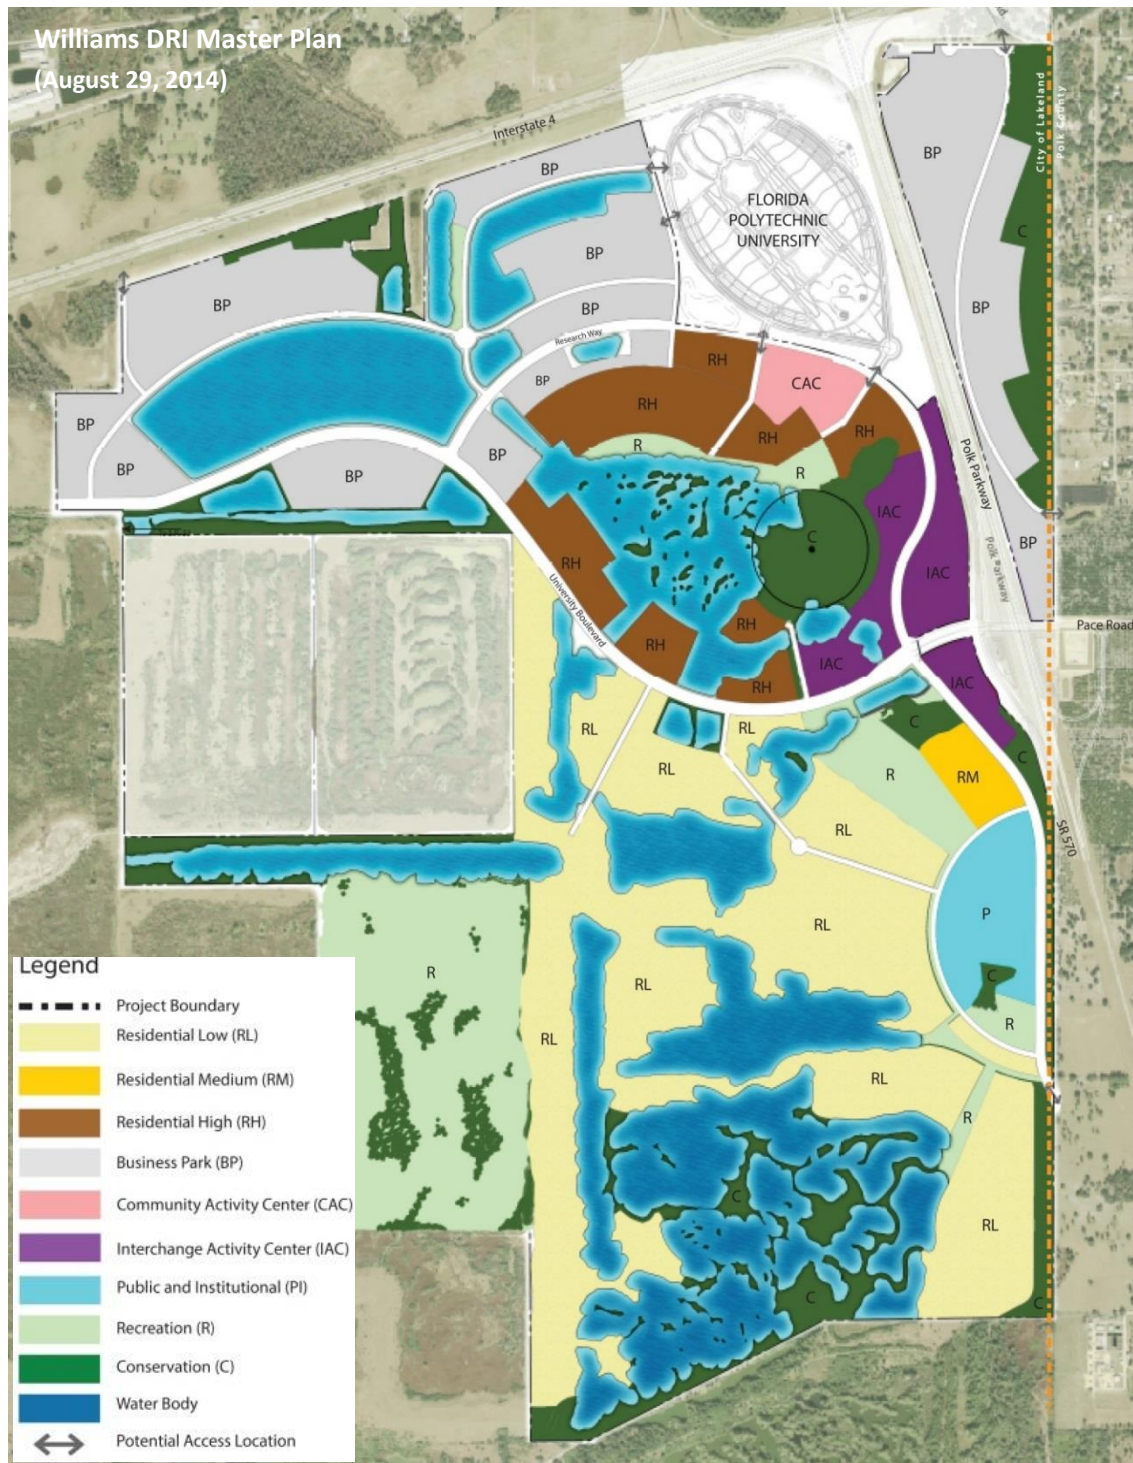 Williams DRI Master Plan
(August 29, 2014)
Interstate 4
City of Lakeland
Polk County
BP
BP
C
FLORIDA
POLYTECHNIC
UNIVERSITY
BP
BP
BP
BP
Research Way
RH
BP
CAC
RH
BP
RH
RH
R
R
BP
BP
BP
Polk Parkway
IAC
C
BP
Polk Parkway
RH
IAC
University Boulevard
RH
Pace Road
RH
IAC
IAC
RH
RL
RL
C
C
RL
R
RM
RL
SR 570
P
RL
R
C
RL
R
RL
RL
R
C
RL
C
C
Legend
Project Boundary
Residential Low (RL)
Residential Medium (RM)
Residential High (RH)
Business Park (BP)
Community Activity Center (CAC)
Interchange Activity Center (IAC)
Public and Institutional (PI)
Recreation (R)
Conservation (C)
Water Body
Potential Access Location